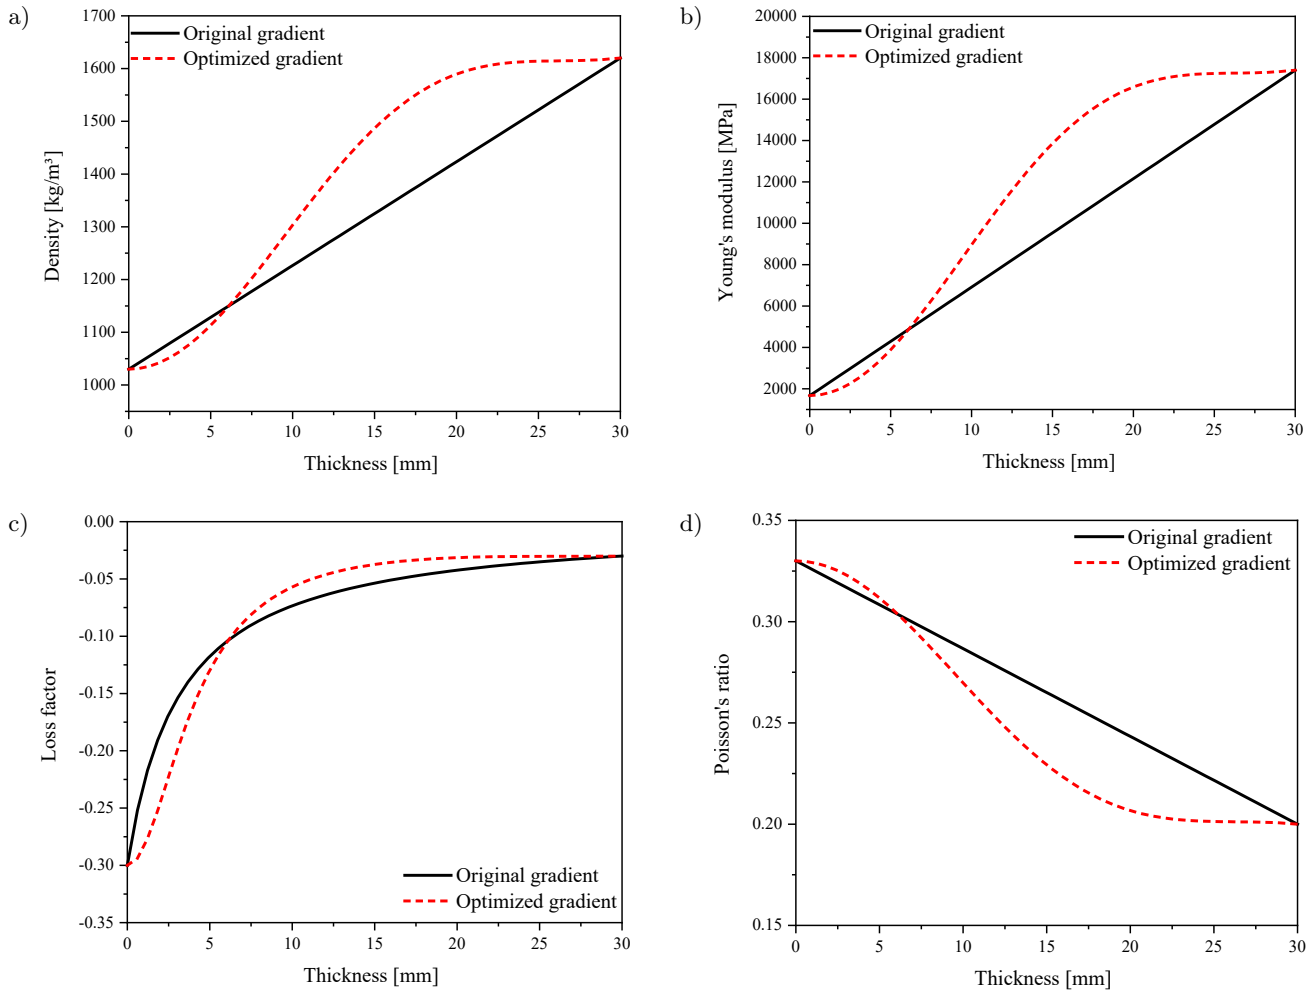 a)
1700
1600
1500
1400
1300
1200
1100
1000
Density [kg/m³]
Original gradient
Optimized gradient
0 5 10 15 20 25 30
Thickness [mm]
b)
20000
18000
16000
14000
12000
10000
8000
6000
4000
2000
Young's modulus [MPa]
Original gradient
Optimized gradient
0 5 10 15 20 25 30
Thickness [mm]
c)
0.00
-0.05
-0.10
-0.15
-0.20
-0.25
-0.30
-0.35
Loss factor
Original gradient
Optimized gradient
0 5 10 15 20 25 30
Thickness [mm]
d)
0.35
0.30
0.25
0.20
0.15
Poisson's ratio
Original gradient
Optimized gradient
0 5 10 15 20 25 30
Thickness [mm]